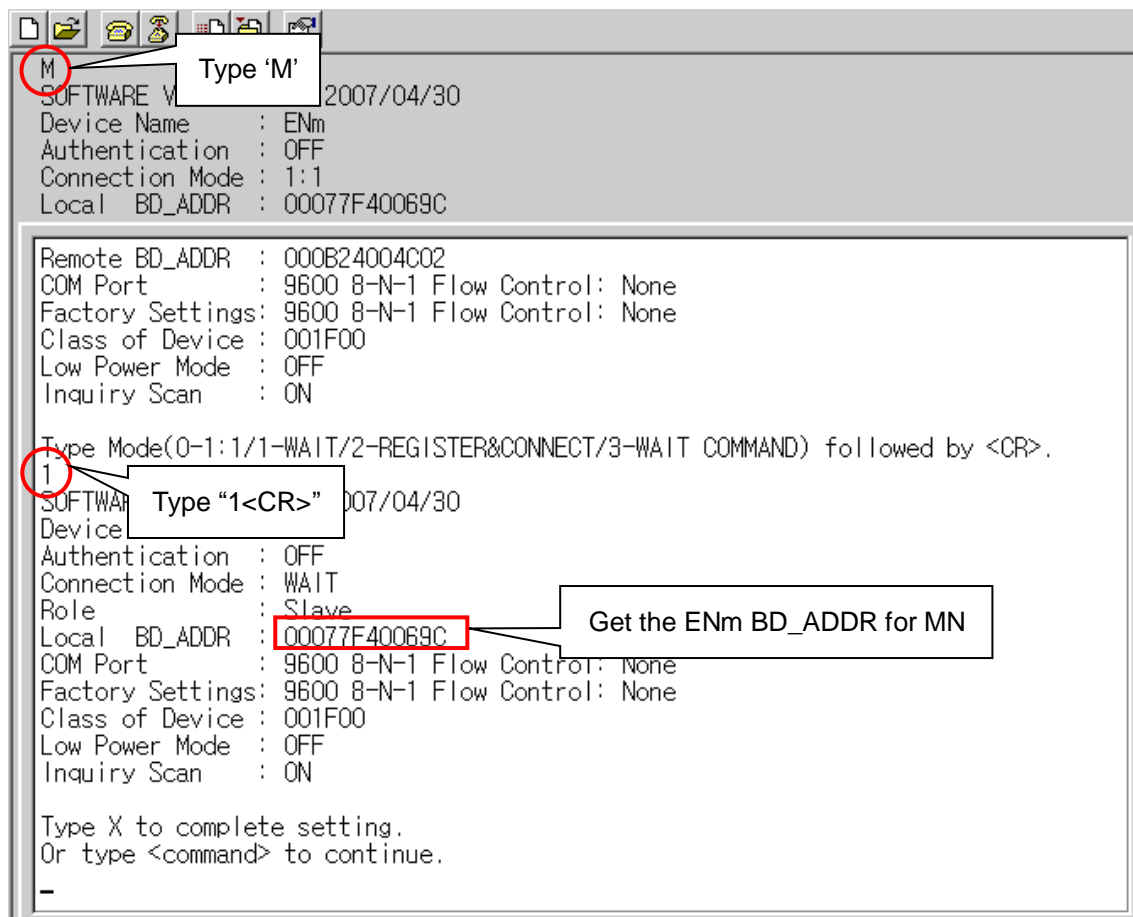 M
Type ‘M’
SOFTWARE V 2007/04/30
Device Name : ENm
Authentication : OFF
Connection Mode : 1:1
Local BD_ADDR : 00077F40069C
Remote BD_ADDR : 000B24004C02
COM Port : 9600 8-N-1 Flow Control: None
Factory Settings: 9600 8-N-1 Flow Control: None
Class of Device : 001F00
Low Power Mode : OFF
Inquiry Scan : ON
Type Mode(0-1:1/1-WAIT/2-REGISTER&CONNECT/3-WAIT COMMAND) followed by <CR>.
1
Type “1<CR>”
007/04/30
Device
Authentication : OFF
Connection Mode : WAIT
Role : Slave
Get the ENm BD_ADDR for MN
Local BD_ADDR : 00077F40069C
COM Port : 9600 8-N-1 Flow Control: None
Factory Settings: 9600 8-N-1 Flow Control: None
Class of Device : 001F00
Low Power Mode : OFF
Inquiry Scan : ON
Type X to complete setting.
Or type <command> to continue.